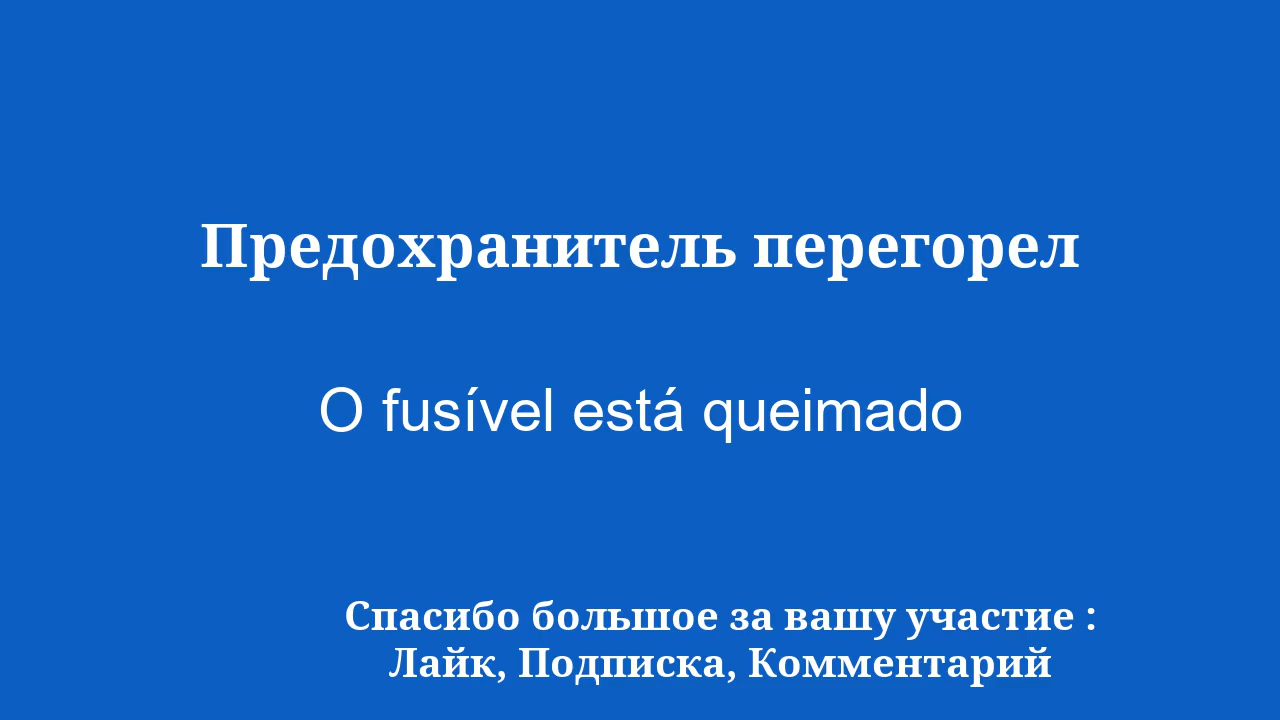 Предохранитель перегорел
O fusível está queimado
Спасибо большое за вашу участие :
Лайк, Подписка, Комментарий